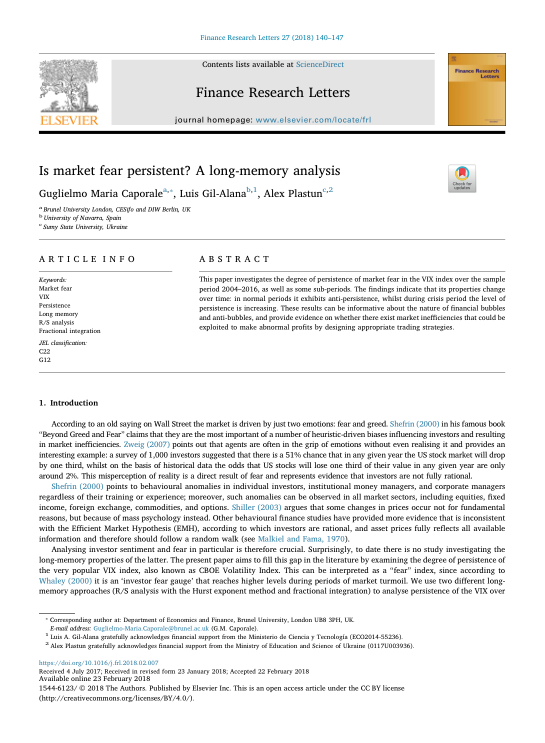 Finance Research Letters 27 (2018) 140–147
Contents lists available at ScienceDirect
Finance Research Letters
journal homepage: www.elsevier.com/locate/frl
ELSEVIER
Finance Research Letters
Is market fear persistent? A long-memory analysis
Check for updates
Guglielmo Maria Caporale a,*, Luis Gil-Alana b,1, Alex Plastun c,2
a Brunel University London, CESifo and DIW Berlin, UK
b University of Navarra, Spain
c Sumy State University, Ukraine
ARTICLE INFO
Keywords:
Market fear
VIX
Persistence
Long memory
R/S analysis
Fractional integration
JEL classification:
C22
G12
ABSTRACT
This paper investigates the degree of persistence of market fear in the VIX index over the sample
period 2004–2016, as well as some sub-periods. The findings indicate that its properties change
over time: in normal periods it exhibits anti-persistence, whilst during crisis period the level of
persistence is increasing. These results can be informative about the nature of financial bubbles
and anti-bubbles, and provide evidence on whether there exist market inefficiencies that could be
exploited to make abnormal profits by designing appropriate trading strategies.
1. Introduction
According to an old saying on Wall Street the market is driven by just two emotions: fear and greed. Shefrin (2000) in his famous book
“Beyond Greed and Fear” claims that they are the most important of a number of heuristic-driven biases influencing investors and resulting
in market inefficiencies. Zweig (2007) points out that agents are often in the grip of emotions without even realising it and provides an
interesting example: a survey of 1,000 investors suggested that there is a 51% chance that in any given year the US stock market will drop
by one third, whilst on the basis of historical data the odds that US stocks will lose one third of their value in any given year are only
around 2%. This misperception of reality is a direct result of fear and represents evidence that investors are not fully rational.
Shefrin (2000) points to behavioural anomalies in individual investors, institutional money managers, and corporate managers
regardless of their training or experience; moreover, such anomalies can be observed in all market sectors, including equities, fixed
income, foreign exchange, commodities, and options. Shiller (2003) argues that some changes in prices occur not for fundamental
reasons, but because of mass psychology instead. Other behavioural finance studies have provided more evidence that is inconsistent
with the Efficient Market Hypothesis (EMH), according to which investors are rational, and asset prices fully reflects all available
information and therefore should follow a random walk (see Malkiel and Fama, 1970).
Analysing investor sentiment and fear in particular is therefore crucial. Surprisingly, to date there is no study investigating the
long-memory properties of the latter. The present paper aims to fill this gap in the literature by examining the degree of persistence of
the very popular VIX index, also known as CBOE Volatility Index. This can be interpreted as a “fear” index, since according to
Whaley (2000) it is an ‘investor fear gauge’ that reaches higher levels during periods of market turmoil. We use two different long-
memory approaches (R/S analysis with the Hurst exponent method and fractional integration) to analyse persistence of the VIX over
* Corresponding author at: Department of Economics and Finance, Brunel University, London UB8 3PH, UK.
E-mail address: Guglielmo-Maria.Caporale@brunel.ac.uk (G.M. Caporale).
1 Luis A. Gil-Alana gratefully acknowledges financial support from the Ministerio de Ciencia y Tecnología (ECO2014-55236).
2 Alex Plastun gratefully acknowledges financial support from the Ministry of Education and Science of Ukraine (0117U003936).
https://doi.org/10.1016/j.frl.2018.02.007
Received 4 July 2017; Received in revised form 23 January 2018; Accepted 22 February 2018
Available online 23 February 2018
1544-6123/ © 2018 The Authors. Published by Elsevier Inc. This is an open access article under the CC BY license
(http://creativecommons.org/licenses/BY/4.0/).